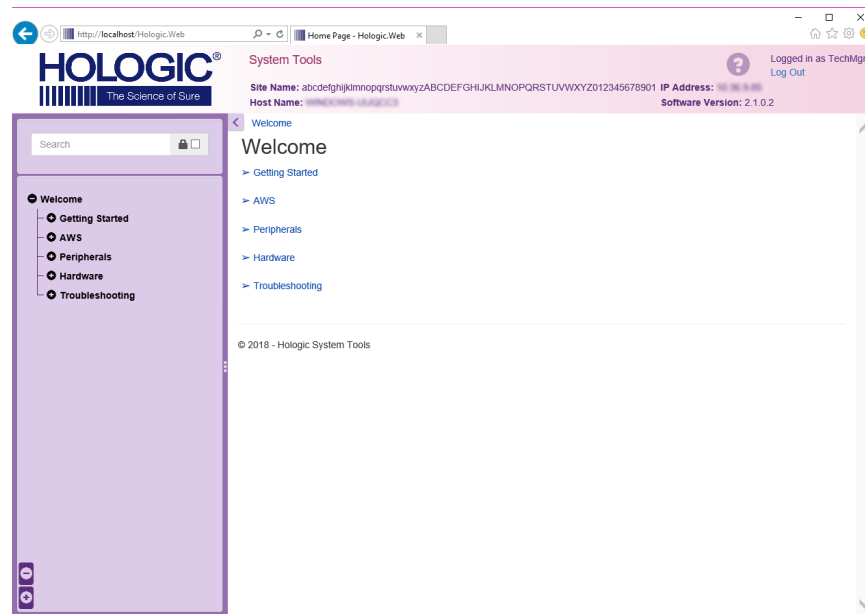 http://localhost/Hologic.Web
Home Page - Hologic.Web
HOLOGIC®
The Science of Sure
System Tools
Logged in as TechMgr
Log Out
Site Name: abcdefghijklmnopqrstuvwxyzABCDEFGHIJKLMNOPQRSTUVWXYZ012345678901 IP Address:
Host Name:
Software Version: 2.1.0.2
Search
Welcome
Getting Started
AWS
Peripherals
Hardware
Troubleshooting
Welcome
Welcome
➢ Getting Started
➢ AWS
➢ Peripherals
➢ Hardware
➢ Troubleshooting
© 2018 - Hologic System Tools